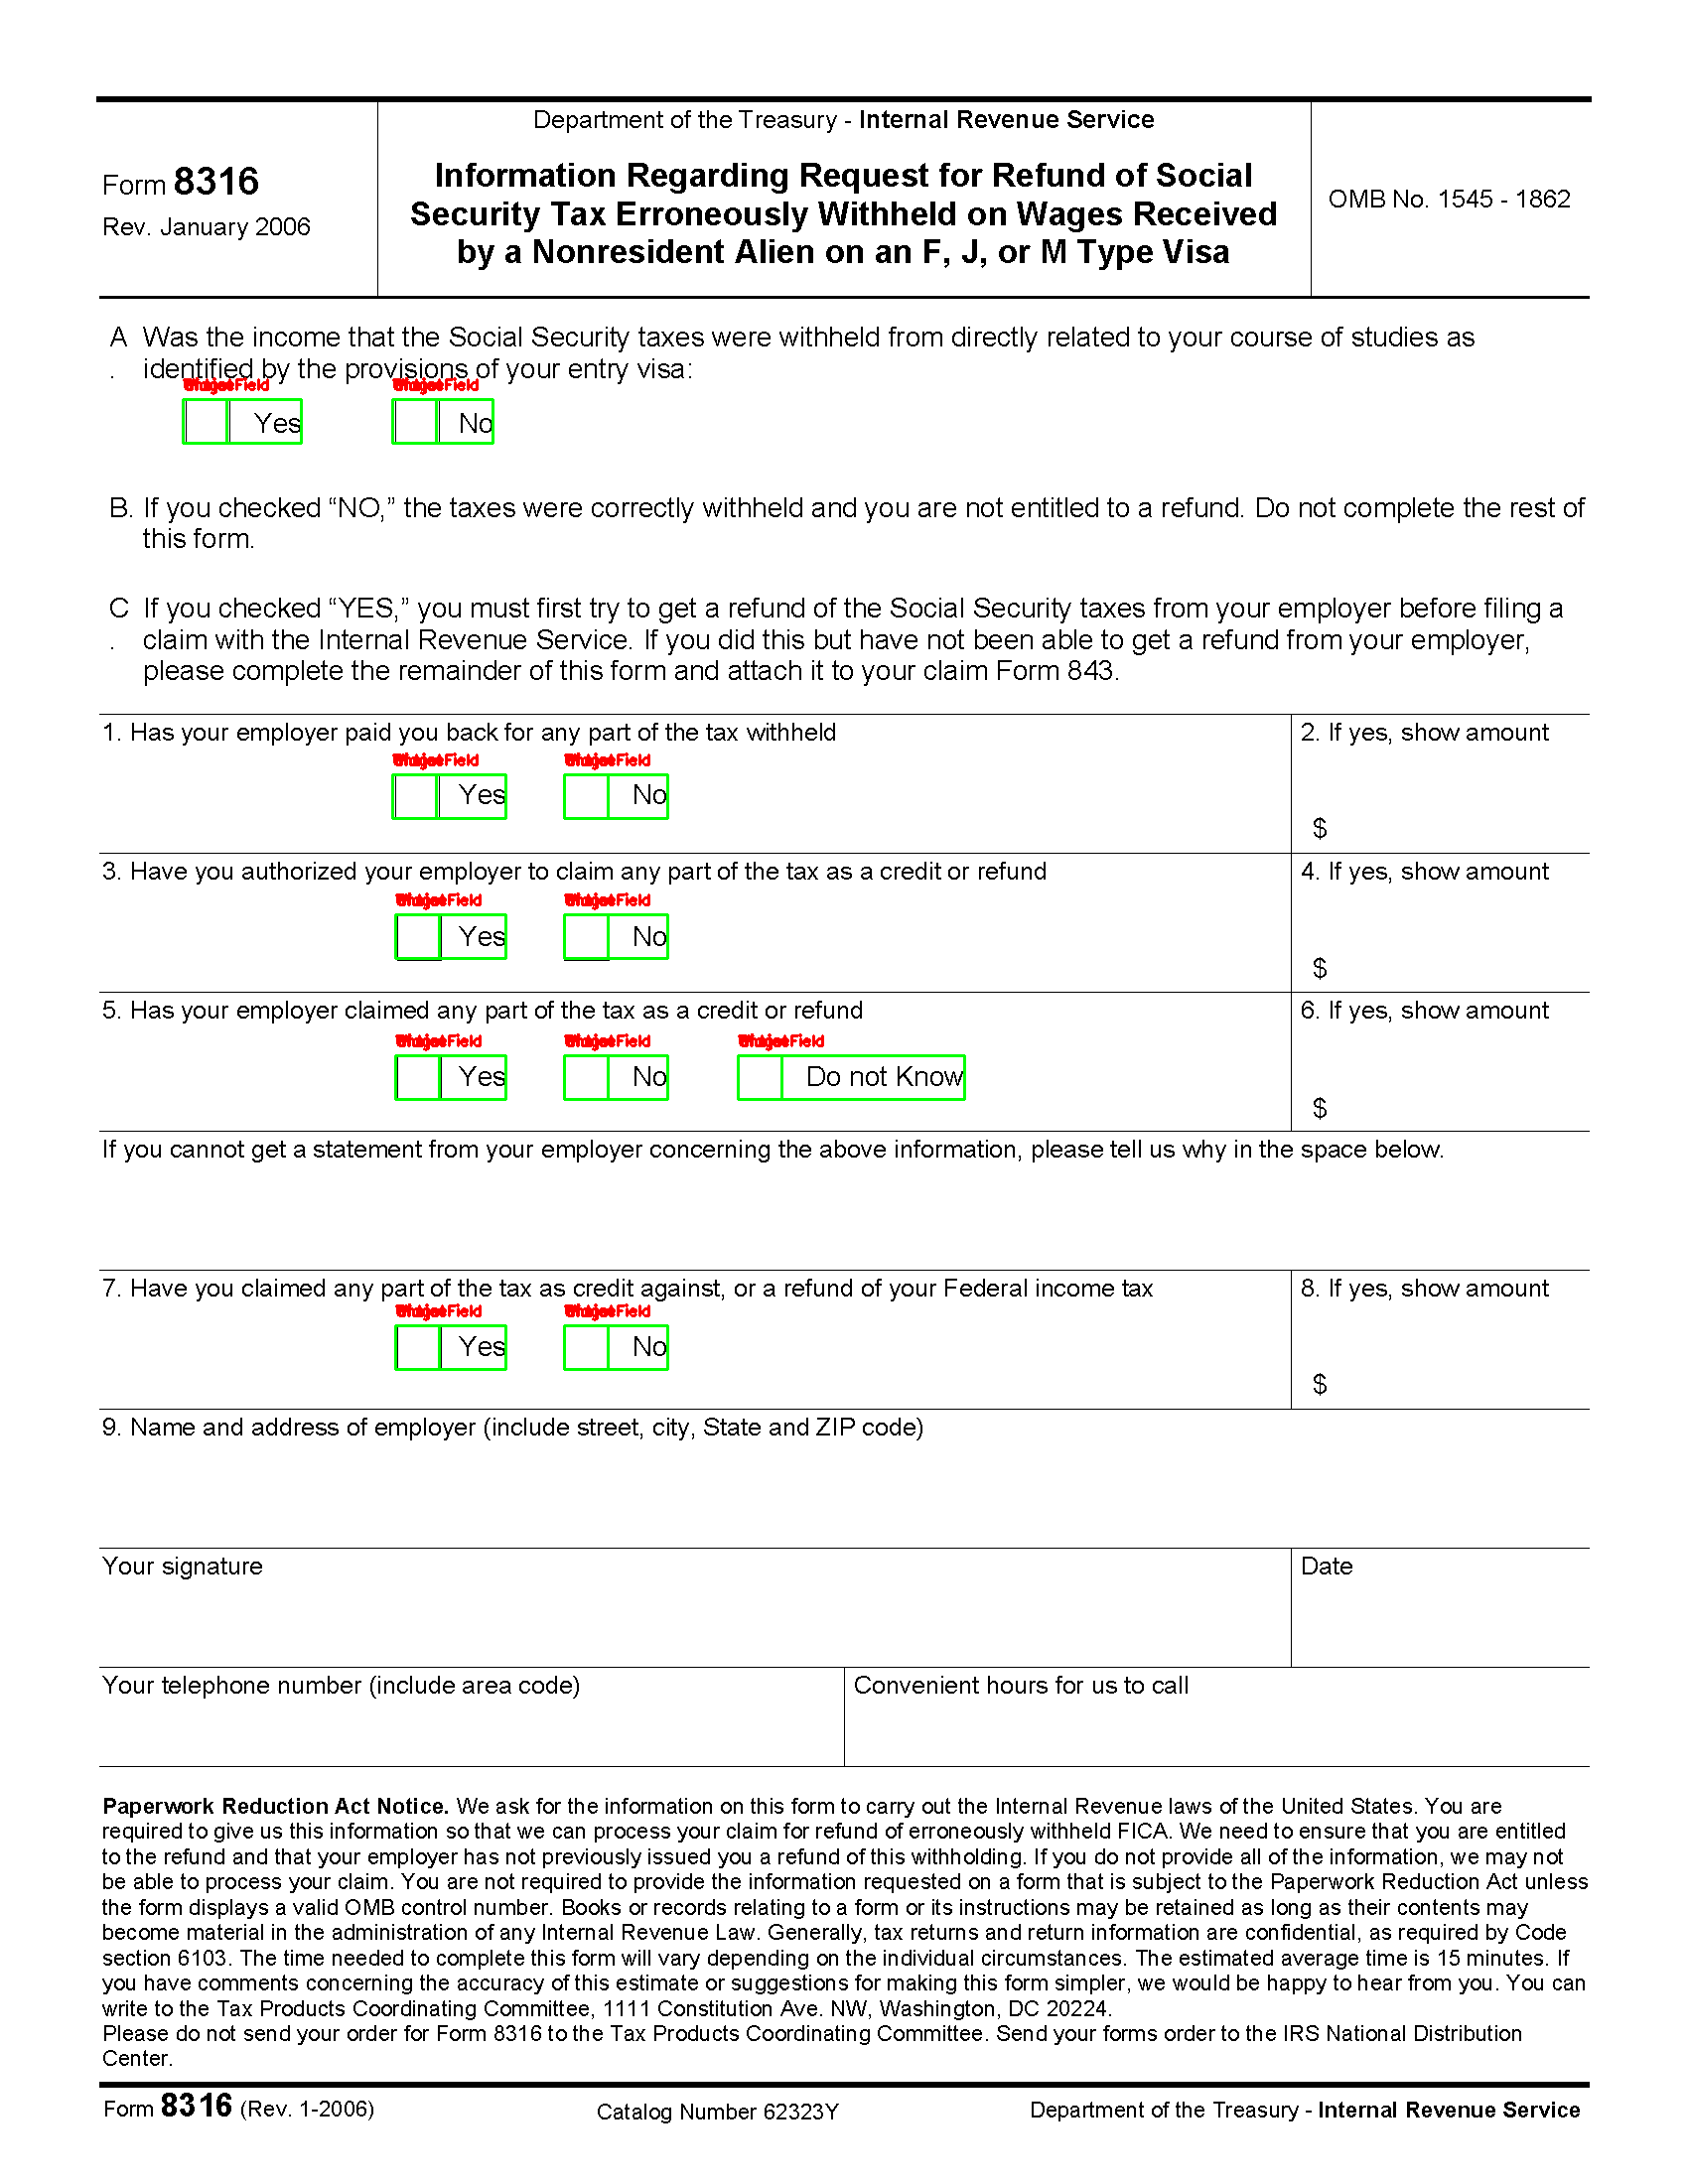 Department of the Treasury - Internal Revenue Service
Form 8316
Rev. January 2006
Information Regarding Request for Refund of Social
Security Tax Erroneously Withheld on Wages Received
by a Nonresident Alien on an F, J, or M Type Visa
OMB No. 1545 - 1862
A Was the income that the Social Security taxes were withheld from directly related to your course of studies as
. identified by the provisions of your entry visa:
Field Field
Yes No
B. If you checked “NO,” the taxes were correctly withheld and you are not entitled to a refund. Do not complete the rest of
this form.
C If you checked “YES,” you must first try to get a refund of the Social Security taxes from your employer before filing a
. claim with the Internal Revenue Service. If you did this but have not been able to get a refund from your employer,
please complete the remainder of this form and attach it to your claim Form 843.
1. Has your employer paid you back for any part of the tax withheld
Field Field
Yes No
2. If yes, show amount
$
3. Have you authorized your employer to claim any part of the tax as a credit or refund
Field Field
Yes No
4. If yes, show amount
$
5. Has your employer claimed any part of the tax as a credit or refund
Field Field Field
Yes No Do not Know
6. If yes, show amount
$
If you cannot get a statement from your employer concerning the above information, please tell us why in the space below.
7. Have you claimed any part of the tax as credit against, or a refund of your Federal income tax
Field Field
Yes No
8. If yes, show amount
$
9. Name and address of employer (include street, city, State and ZIP code)
Your signature
Date
Your telephone number (include area code)
Convenient hours for us to call
Paperwork Reduction Act Notice. We ask for the information on this form to carry out the Internal Revenue laws of the United States. You are
required to give us this information so that we can process your claim for refund of erroneously withheld FICA. We need to ensure that you are entitled
to the refund and that your employer has not previously issued you a refund of this withholding. If you do not provide all of the information, we may not
be able to process your claim. You are not required to provide the information requested on a form that is subject to the Paperwork Reduction Act unless
the form displays a valid OMB control number. Books or records relating to a form or its instructions may be retained as long as their contents may
become material in the administration of any Internal Revenue Law. Generally, tax returns and return information are confidential, as required by Code
section 6103. The time needed to complete this form will vary depending on the individual circumstances. The estimated average time is 15 minutes. If
you have comments concerning the accuracy of this estimate or suggestions for making this form simpler, we would be happy to hear from you. You can
write to the Tax Products Coordinating Committee, 1111 Constitution Ave. NW, Washington, DC 20224.
Please do not send your order for Form 8316 to the Tax Products Coordinating Committee. Send your forms order to the IRS National Distribution
Center.
Form 8316 (Rev. 1-2006)
Catalog Number 62323Y
Department of the Treasury - Internal Revenue Service